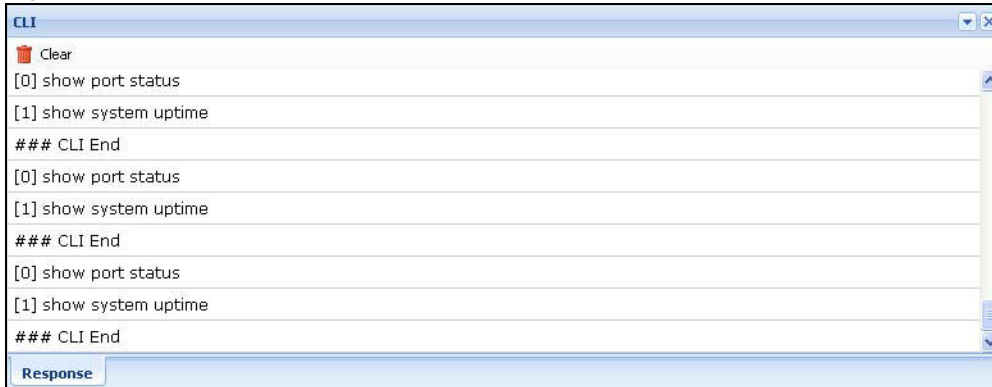 CLI
Clear
[0] show port status
[1] show system uptime
### CLI End
[0] show port status
[1] show system uptime
### CLI End
[0] show port status
[1] show system uptime
### CLI End
Response